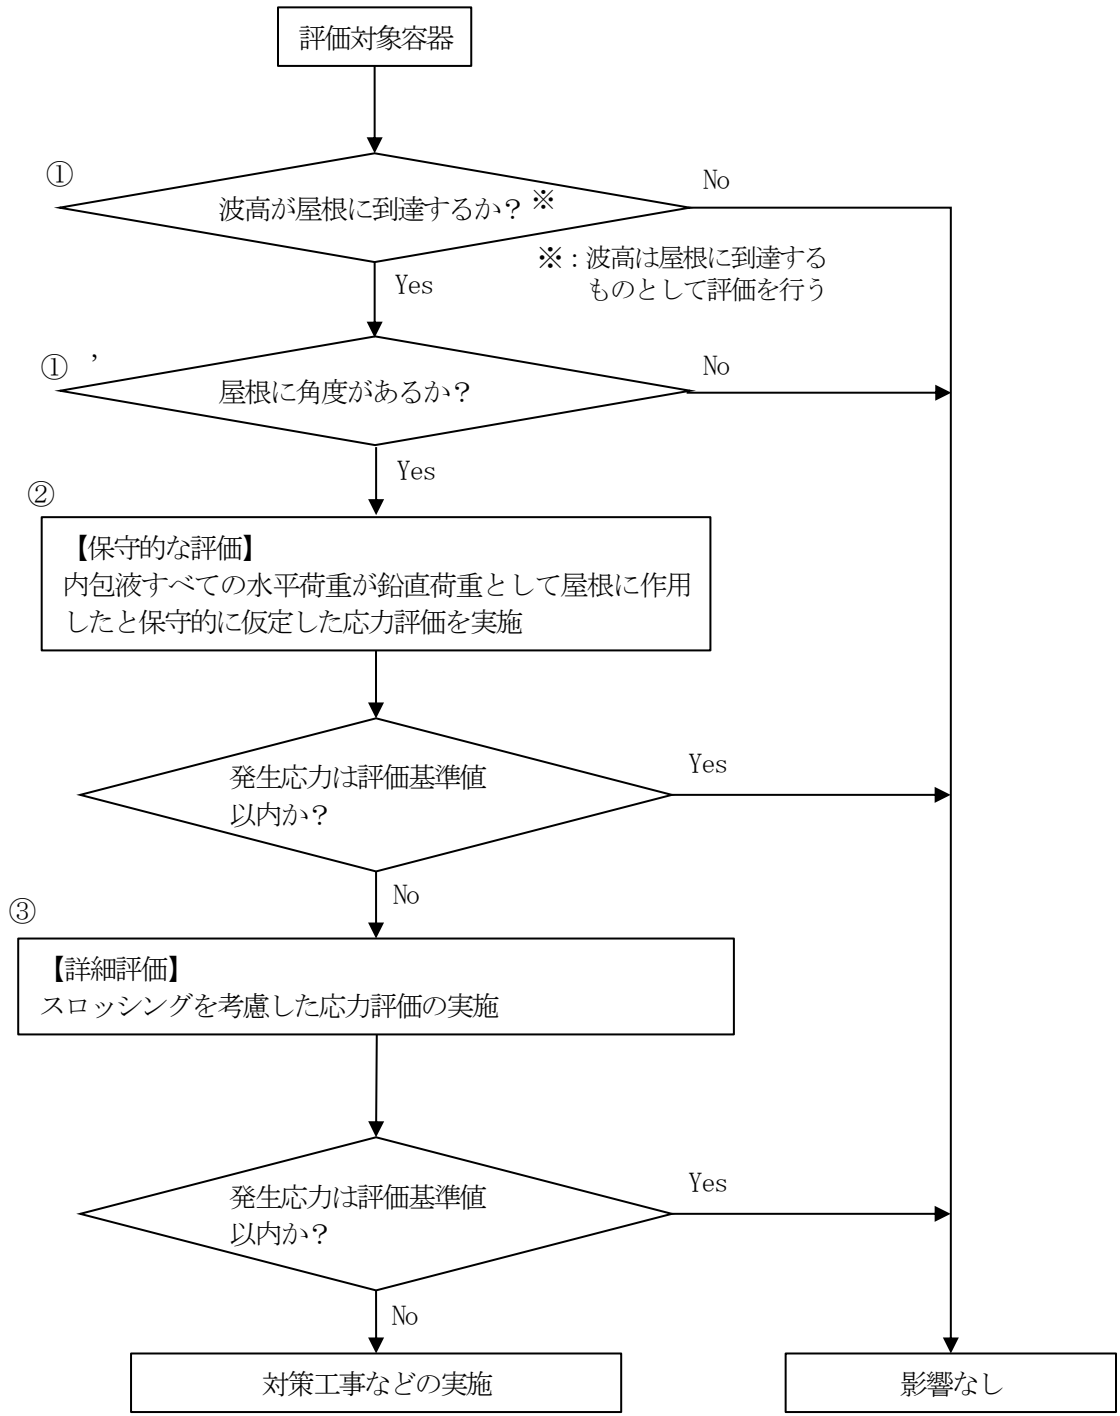 評価対象容器
①
波高が屋根に到達するか？※
No
※：波高は屋根に到達する
ものとして評価を行う
Yes
①’
屋根に角度があるか？
No
Yes
②
【保守的な評価】
内包液すべての水平荷重が鉛直荷重として屋根に作用
したと保守的に仮定した応力評価を実施
発生応力は評価基準値
以内か？
Yes
No
③
【詳細評価】
スロッシングを考慮した応力評価の実施
発生応力は評価基準値
以内か？
Yes
No
対策工事などの実施
影響なし